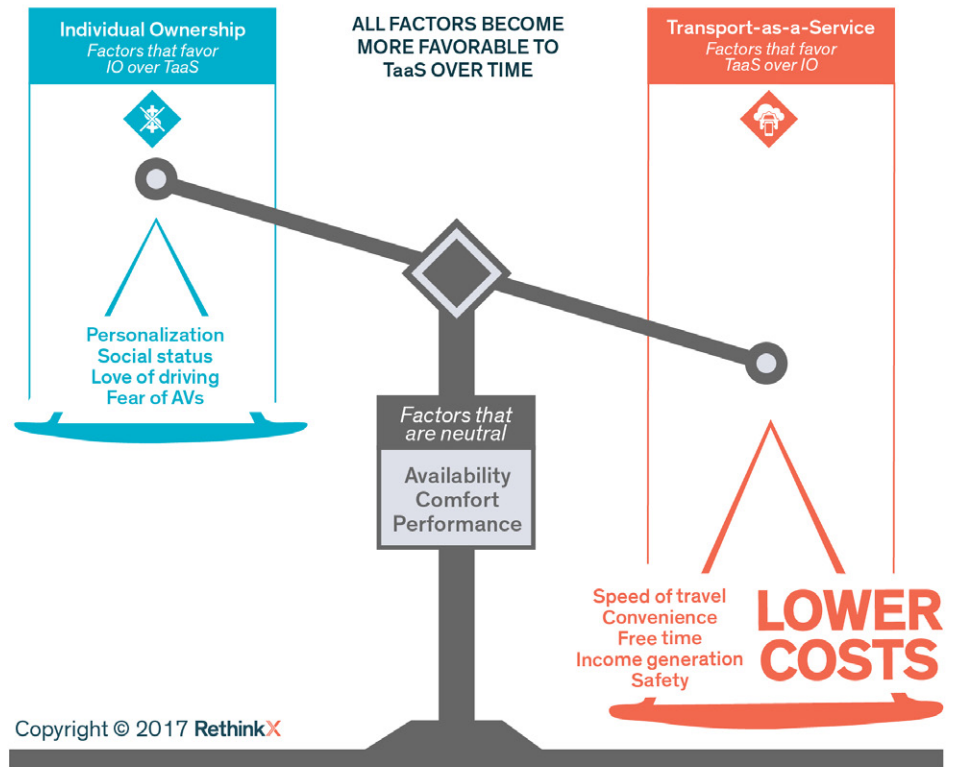 Individual Ownership
Factors that favor
IO over TaaS
ALL FACTORS BECOME
MORE FAVORABLE TO
TaaS OVER TIME
Transport-as-a-Service
Factors that favor
TaaS over IO
$
Personalization
Social status
Love of driving
Fear of AVs
Factors that
are neutral
Availability
Comfort
Performance
Speed of travel
Convenience
Free time
Income generation
Safety
LOWER
COSTS
Copyright © 2017 RethinkX